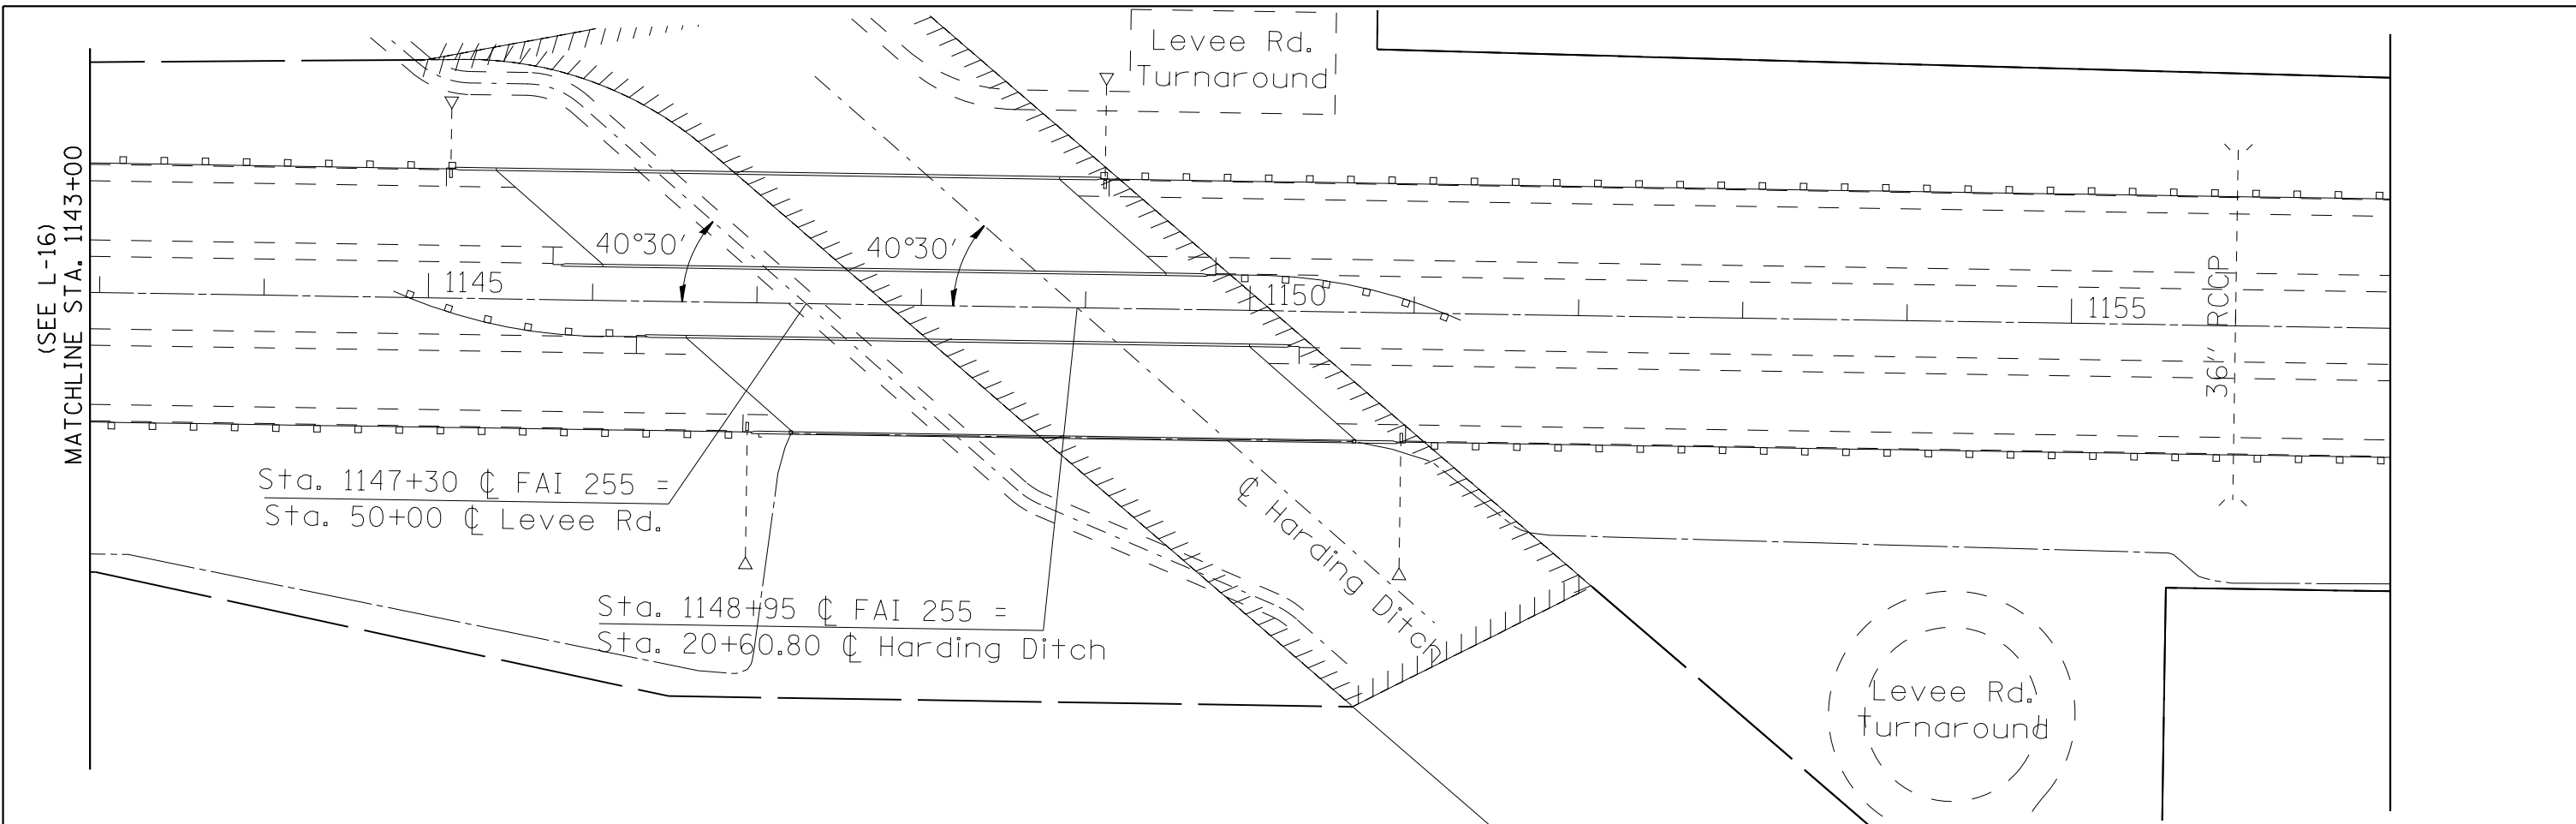 Levee Rd.
Turnaround
(SEE L-16)
MATCHLINE STA. 1143+00
40°30'
40°30'
1145
1150
1155
36" RCCP
Sta. 1147+30 ℄ FAI 255 =
Sta. 50+00 ℄ Levee Rd.
℄ Harding Ditch
Sta. 1148+95 ℄ FAI 255 =
Sta. 20+60.80 ℄ Harding Ditch
Levee Rd.
turnaround